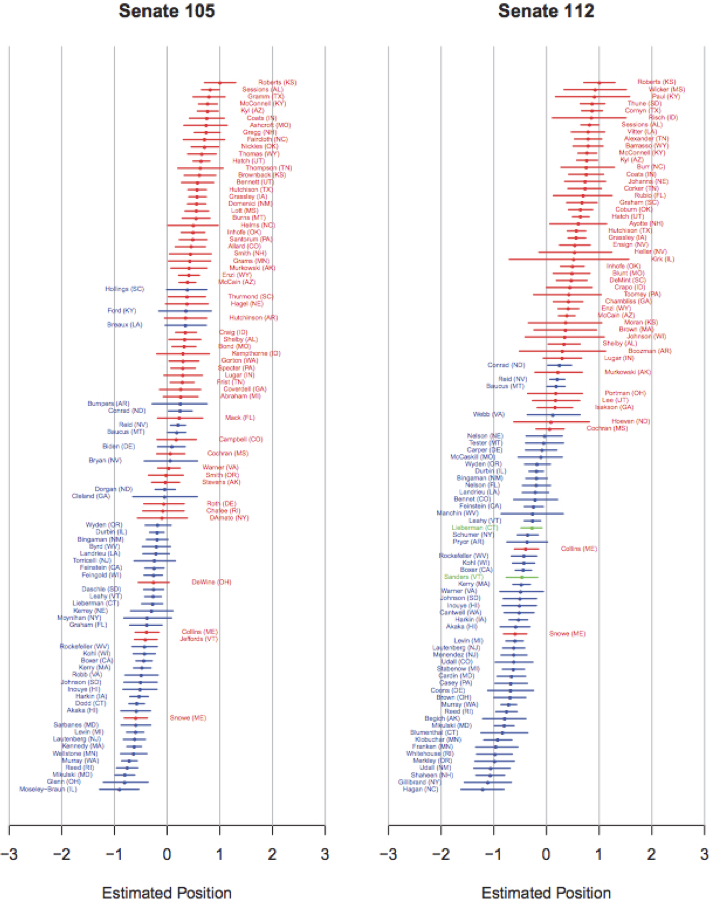 Senate 105
Roberts (KS)
Sessions (AL)
Gramm (TX)
McConnell (KY)
Kyl (AZ)
Coats (IN)
Ashcroft (MO)
Gregg (NH)
Faircloth (NC)
Nickles (OK)
Thomas (WY)
Hatch (UT)
Thompson (TN)
Brownback (KS)
Bennett (UT)
Hutchison (TX)
Grassley (IA)
Domenici (NM)
Lott (MS)
Burns (MT)
Helms (NC)
Inhofe (OK)
Santorum (PA)
Allard (CO)
Smith (NH)
Grams (MN)
Murkowski (AK)
Enzi (WY)
McCain (AZ)
Hollings (SC)
Thurmond (SC)
Hagel (NE)
Ford (KY)
Hutchinson (AR)
Breaux (LA)
Craig (ID)
Shelby (AL)
Bond (MO)
Kempthorne (ID)
Gorton (WA)
Specter (PA)
Lugar (IN)
Frist (TN)
Coverdell (GA)
Abraham (MI)
Bumpers (AR)
Conrad (ND)
Mack (FL)
Reid (NV)
Baucus (MT)
Campbell (CO)
Biden (DE)
Cochran (MS)
Bryan (NV)
Warner (VA)
Smith (OR)
Stevens (AK)
Dorgan (ND)
Cleland (GA)
Roth (DE)
Chafee (RI)
DAmato (NY)
Wyden (OR)
Durbin (IL)
Bingaman (NM)
Byrd (WV)
Landrieu (LA)
Torricelli (NJ)
Feinstein (CA)
Feingold (WI)
DeWine (OH)
Daschle (SD)
Leahy (VT)
Lieberman (CT)
Kerrey (NE)
Moynihan (NY)
Graham (FL)
Collins (ME)
Jeffords (VT)
Rockefeller (WV)
Kohl (WI)
Boxer (CA)
Kerry (MA)
Robb (VA)
Johnson (SD)
Inouye (HI)
Harkin (IA)
Dodd (CT)
Akaka (HI)
Snowe (ME)
Sarbanes (MD)
Levin (MI)
Lautenberg (NJ)
Kennedy (MA)
Wellstone (MN)
Murray (WA)
Reed (RI)
Mikulski (MD)
Glenn (OH)
Moseley-Braun (IL)
−3 −2 −1 0 1 2 3
Estimated Position
Senate 112
Roberts (KS)
Wicker (MS)
Paul (KY)
Thune (SD)
Cornyn (TX)
Risch (ID)
Sessions (AL)
Vitter (LA)
Alexander (TN)
Barrasso (WY)
McConnell (KY)
Kyl (AZ)
Burr (NC)
Coats (IN)
Johanns (NE)
Corker (TN)
Rubio (FL)
Graham (SC)
Coburn (OK)
Hatch (UT)
Ayotte (NH)
Hutchison (TX)
Grassley (IA)
Ensign (NV)
Heller (NV)
Kirk (IL)
Inhofe (OK)
Blunt (MO)
DeMint (SC)
Crapo (ID)
Toomey (PA)
Chambliss (GA)
Enzi (WY)
McCain (AZ)
Moran (KS)
Brown (MA)
Johnson (WI)
Shelby (AL)
Boozman (AR)
Lugar (IN)
Conrad (ND)
Murkowski (AK)
Reid (NV)
Baucus (MT)
Portman (OH)
Lee (UT)
Isakson (GA)
Webb (VA)
Hoeven (ND)
Cochran (MS)
Nelson (NE)
Tester (MT)
Carper (DE)
McCaskill (MO)
Wyden (OR)
Durbin (IL)
Bingaman (NM)
Nelson (FL)
Landrieu (LA)
Bennet (CO)
Feinstein (CA)
Manchin (WV)
Leahy (VT)
Lieberman (CT)
Schumer (NY)
Pryor (AR)
Collins (ME)
Rockefeller (WV)
Kohl (WI)
Boxer (CA)
Sanders (VT)
Kerry (MA)
Warner (VA)
Johnson (SD)
Inouye (HI)
Cantwell (WA)
Harkin (IA)
Akaka (HI)
Snowe (ME)
Levin (MI)
Lautenberg (NJ)
Menendez (NJ)
Udall (CO)
Stabenow (MI)
Cardin (MD)
Casey (PA)
Coons (DE)
Brown (OH)
Murray (WA)
Reed (RI)
Begich (AK)
Mikulski (MD)
Blumenthal (CT)
Klobuchar (MN)
Franken (MN)
Whitehouse (RI)
Merkley (OR)
Udall (NM)
Shaheen (NH)
Gillibrand (NY)
Hagan (NC)
−3 −2 −1 0 1 2 3
Estimated Position